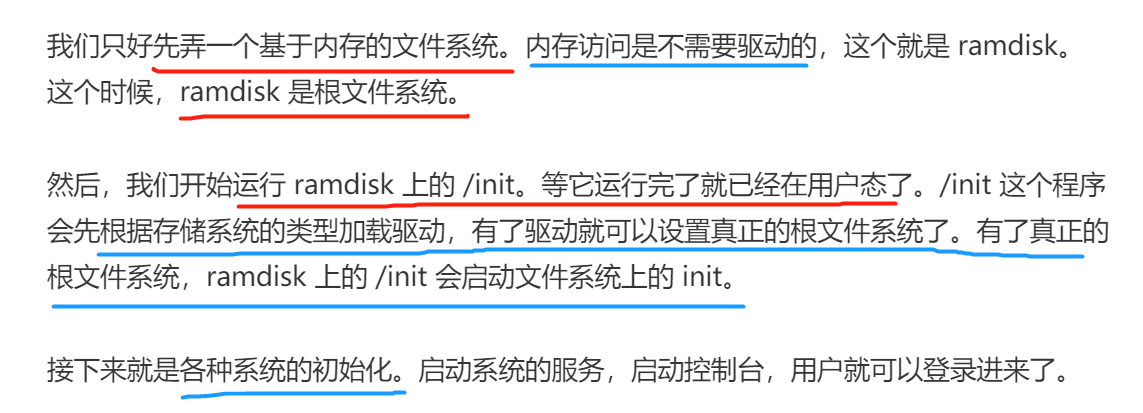 我们只好先弄一个基于内存的文件系统。内存访问是不需要驱动的，这个就是 ramdisk。
这个时候，ramdisk 是根文件系统。
然后，我们开始运行 ramdisk 上的 /init。等它运行完了就已经在用户态了。/init 这个程序
会先根据存储系统的类型加载驱动，有了驱动就可以设置真正的根文件系统了。有了真正的
根文件系统，ramdisk 上的 /init 会启动文件系统上的 init。
接下来就是各种系统的初始化。启动系统的服务，启动控制台，用户就可以登录进来了。